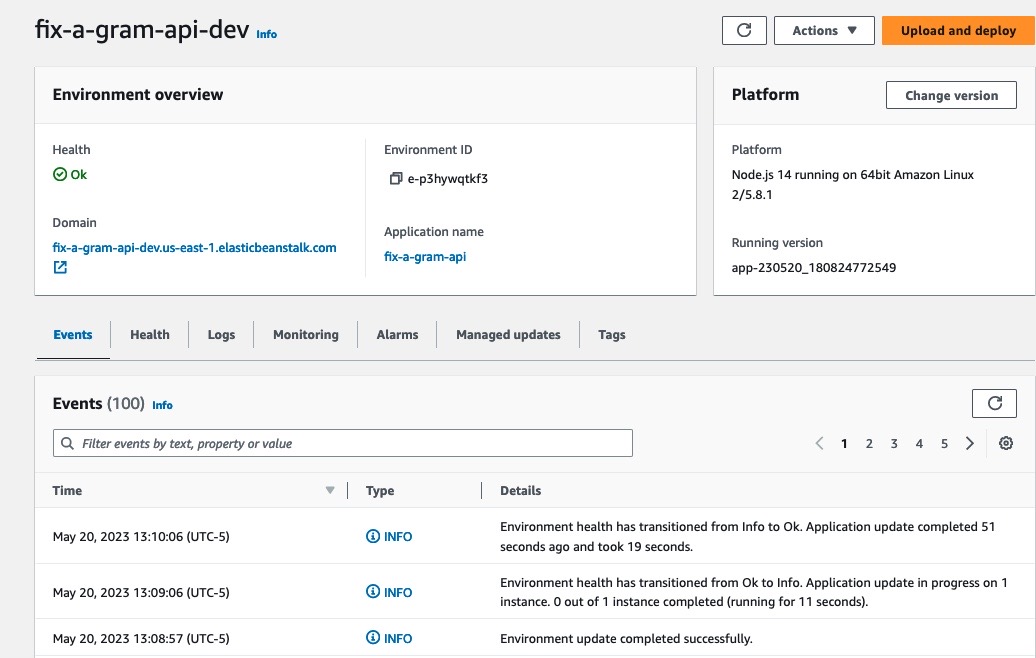 fix-a-gram-api-dev Info
Actions
Upload and deploy
Environment overview
Health
Ok
Domain
fix-a-gram-api-dev.us-east-1.elasticbeanstalk.com
Environment ID
e-p3hywqtkf3
Application name
fix-a-gram-api
Platform
Change version
Platform
Node.js 14 running on 64bit Amazon Linux
2/5.8.1
Running version
app-230520_180824772549
Events Health Logs Monitoring Alarms Managed updates Tags
Events (100) Info
Filter events by text, property or value
1 2 3 4 5
Time Type Details
May 20, 2023 13:10:06 (UTC-5) INFO Environment health has transitioned from Info to Ok. Application update completed 51
seconds ago and took 19 seconds.
May 20, 2023 13:09:06 (UTC-5) INFO Environment health has transitioned from Ok to Info. Application update in progress on 1
instance. 0 out of 1 instance completed (running for 11 seconds).
May 20, 2023 13:08:57 (UTC-5) INFO Environment update completed successfully.